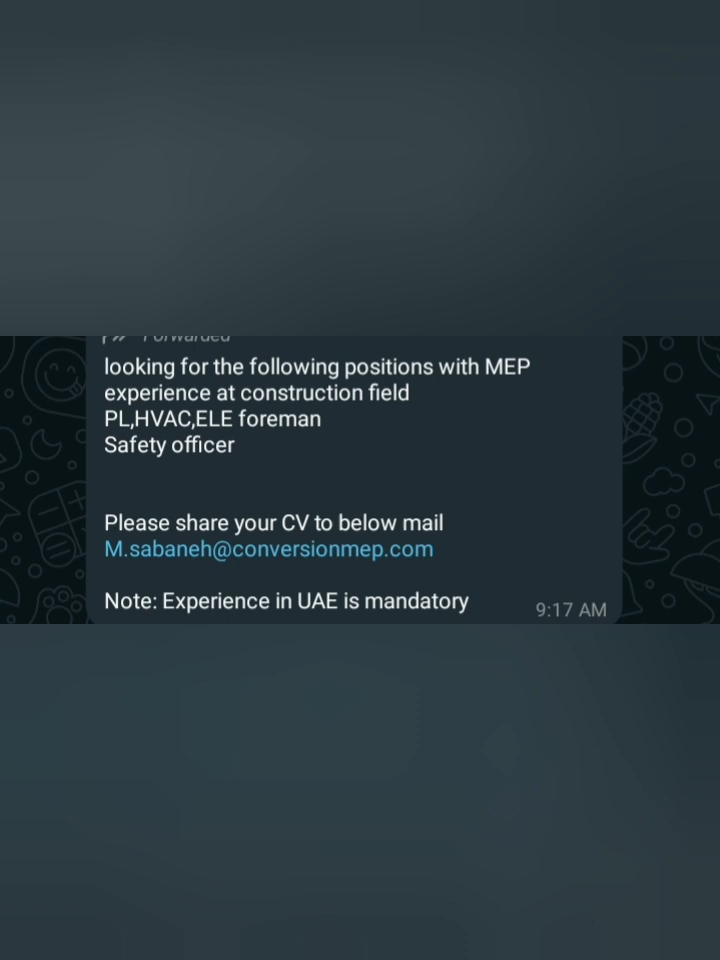 Forwarded
looking for the following positions with MEP
experience at construction field
PL,HVAC,ELE foreman
Safety officer
Please share your CV to below mail
M.sabaneh@conversionmep.com
Note: Experience in UAE is mandatory
9:17 AM